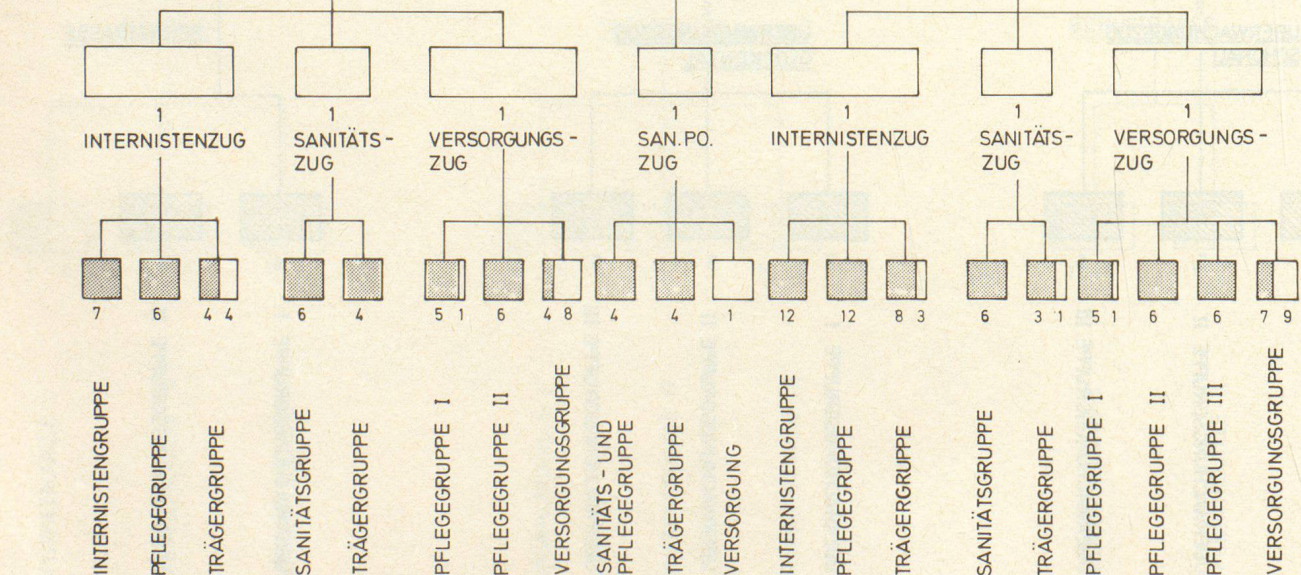 1 1 1 1 1 1 1
INTERNISTENZUG SANITÄTS- VERSORGUNGS- SAN.PO. INTERNISTENZUG SANITÄTS- VERSORGUNGS-
ZUG ZUG ZUG ZUG ZUG
7 6 4 4 6 4 5 1 6 4 8 4 4 1 12 12 8 3 6 3 1 5 1 6 6 7 9
INTERNISTENGRUPPE
PFLEGEGRUPPE
TRÄGERGRUPPE
SANITÄTSGRUPPE
TRÄGERGRUPPE
PFLEGEGRUPPE I
PFLEGEGRUPPE II
VERSORGUNGSGRUPPE
SANITÄTS- UND
PFLEGEGRUPPE
TRÄGERGRUPPE
VERSORGUNG
INTERNISTENGRUPPE
PFLEGEGRUPPE
TRÄGERGRUPPE
SANITÄTSGRUPPE
TRÄGERGRUPPE
PFLEGEGRUPPE I
PFLEGEGRUPPE II
PFLEGEGRUPPE III
VERSORGUNGSGRUPPE